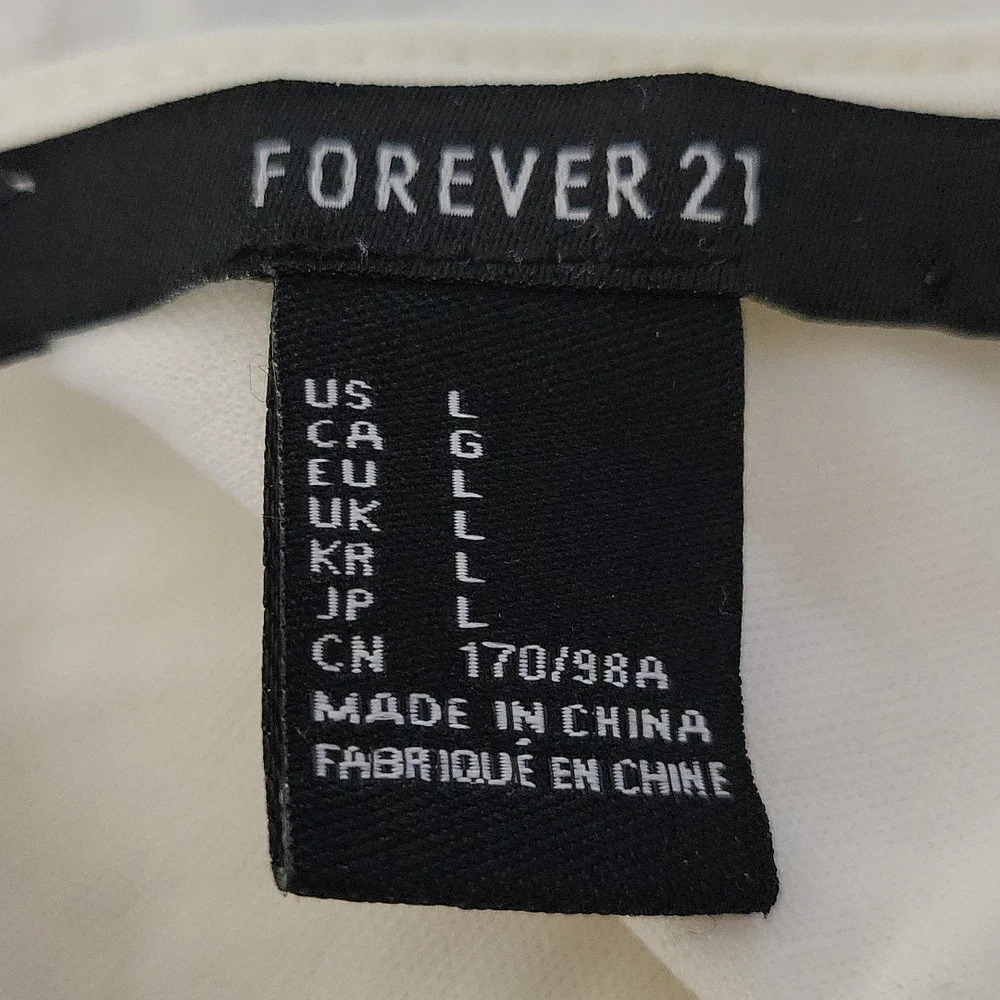 FOREVER 21
US L
CA G
EU L
UK L
KR L
JP L
CN 170/98A
MADE IN CHINA
FABRIQUÉ EN CHINE